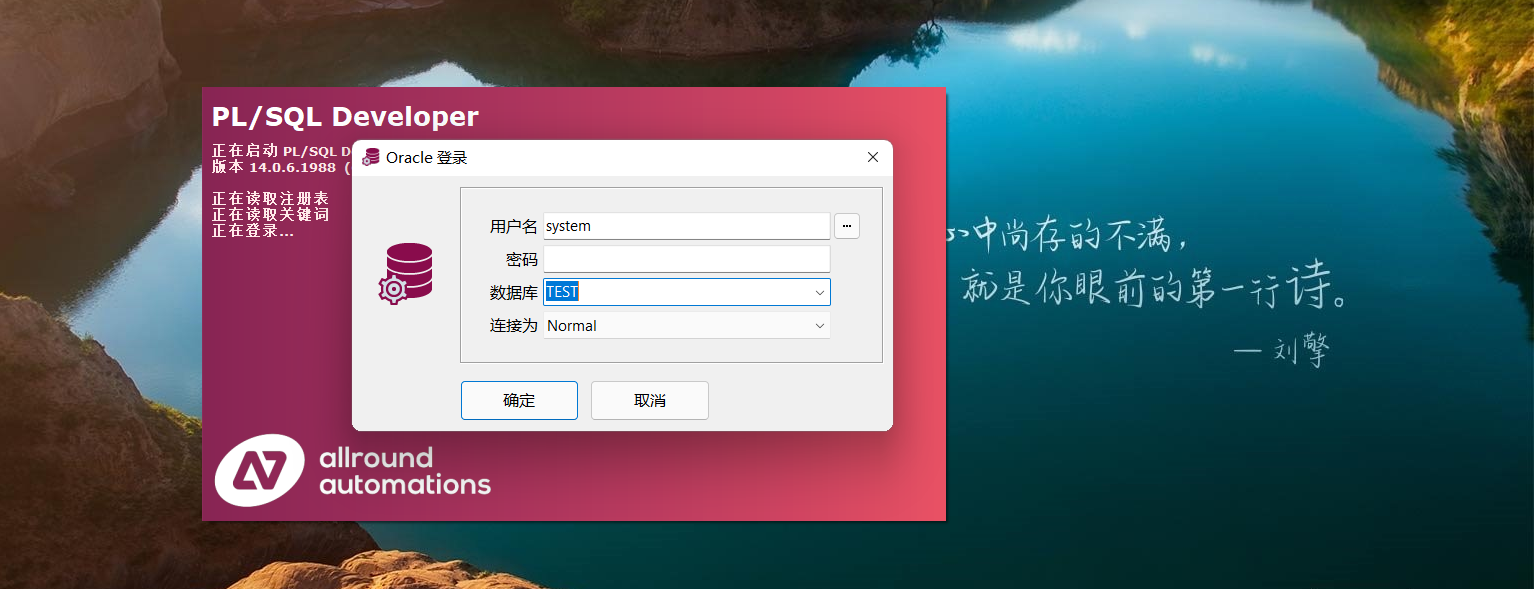 PL/SQL Developer
正在启动 PL/SQL D
版本 14.0.6.1988 (
正在读取注册表
正在读取关键词
正在登录...
Oracle 登录
用户名 system ...
密码
数据库 TEST
连接为 Normal
确定 取消
allround
automations
心中尚存的不满，
就是你眼前的第一行诗。
— 刘擎